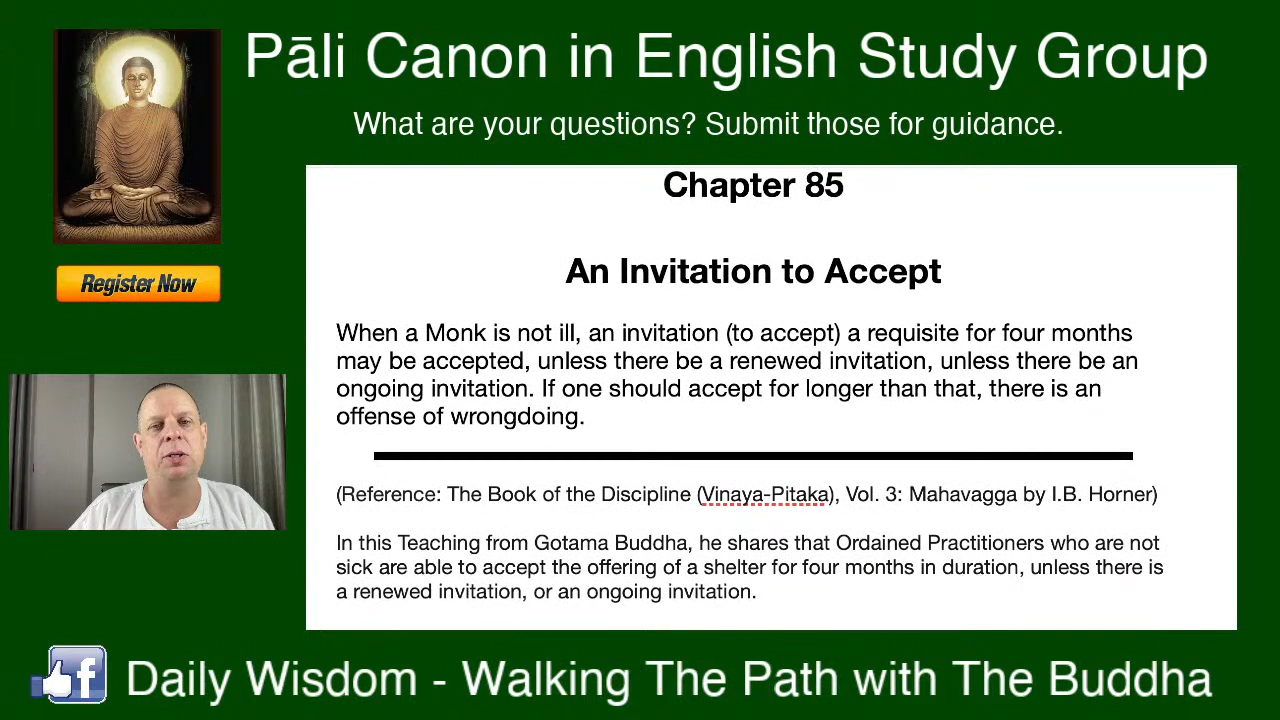 Pāli Canon in English Study Group
What are your questions? Submit those for guidance.
Register Now
Chapter 85
An Invitation to Accept
When a Monk is not ill, an invitation (to accept) a requisite for four months
may be accepted, unless there be a renewed invitation, unless there be an
ongoing invitation. If one should accept for longer than that, there is an
offense of wrongdoing.
(Reference: The Book of the Discipline (Vinaya-Pitaka), Vol. 3: Mahavagga by I.B. Horner)
In this Teaching from Gotama Buddha, he shares that Ordained Practitioners who are not
sick are able to accept the offering of a shelter for four months in duration, unless there is
a renewed invitation, or an ongoing invitation.
f
Daily Wisdom - Walking The Path with The Buddha